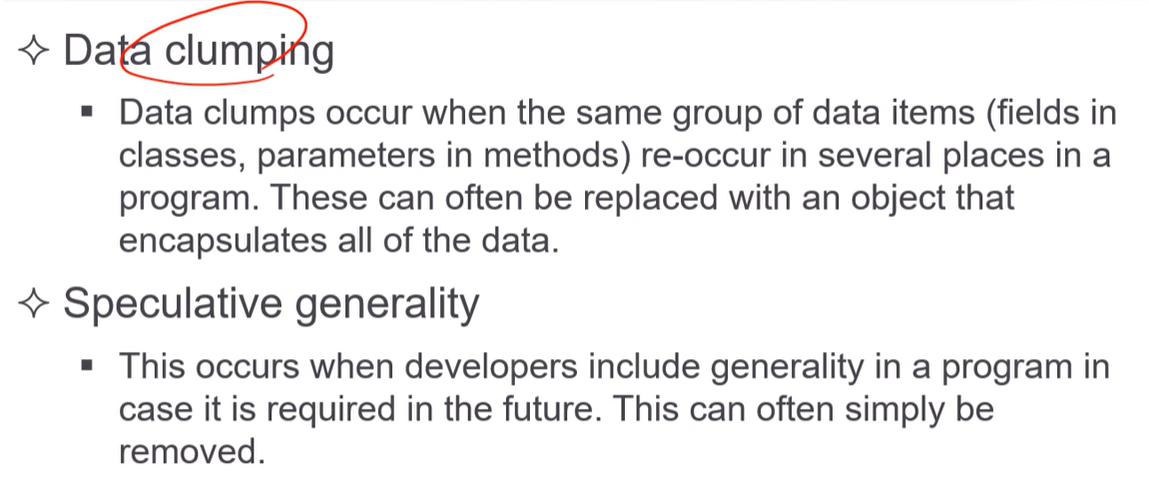 ✧ Data clumping
▪ Data clumps occur when the same group of data items (fields in
classes, parameters in methods) re-occur in several places in a
program. These can often be replaced with an object that
encapsulates all of the data.
✧ Speculative generality
▪ This occurs when developers include generality in a program in
case it is required in the future. This can often simply be
removed.